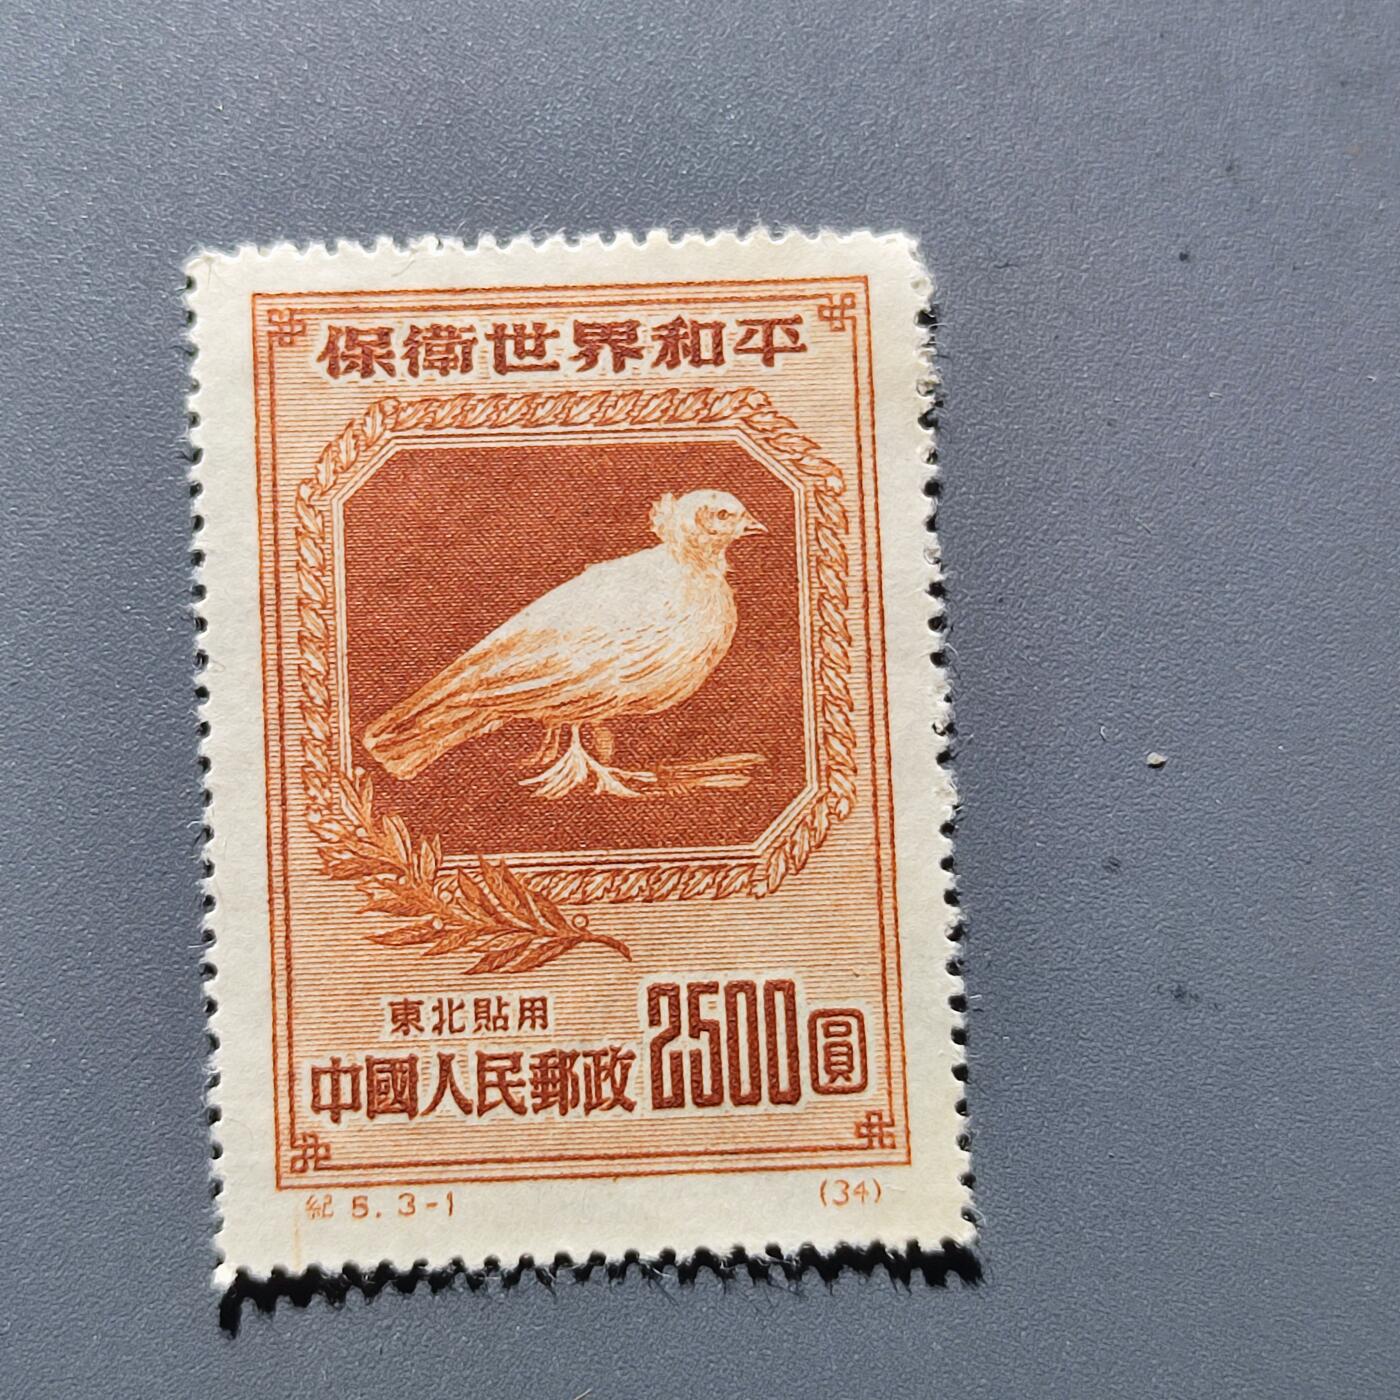 保衛世界和平
東北貼用
中國人民郵政 2500圓
紀 5. 3-1 (34)